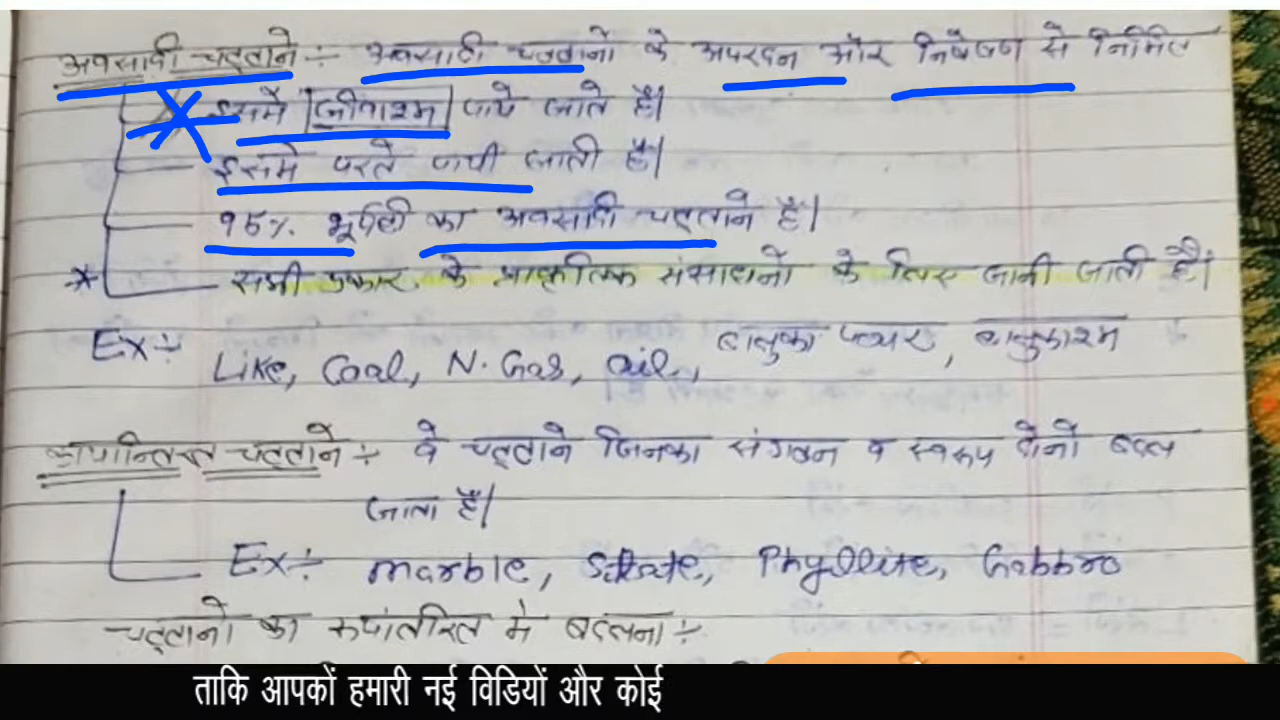 अवसादी चट्टाने :- अवसादी चट्टानों के अपरदन और निक्षेपण से निर्मित
इसमें जीवाश्म पाये जाते है।
इसमे परते पायी जाती है।
95% भूपृष्ठी का अवसादी चट्टाने हैं।
* सभी प्रकार के प्राकृतिक संसाधनों के लिए जानी जाती है।
Ex :- Like, Coal, N. Gas, oil, बालुका पत्थर, बालुकाश्म
रूपान्तरित चट्टाने :- वे चट्टाने जिनका संगठन व स्वरूप दोनो बदल
जाता है।
Ex :- marble, Slate, Phyllite, Gabbro
चट्टानों का रूपांतरित मे बदलना :-
ताकि आपकों हमारी नई विडियों और कोई